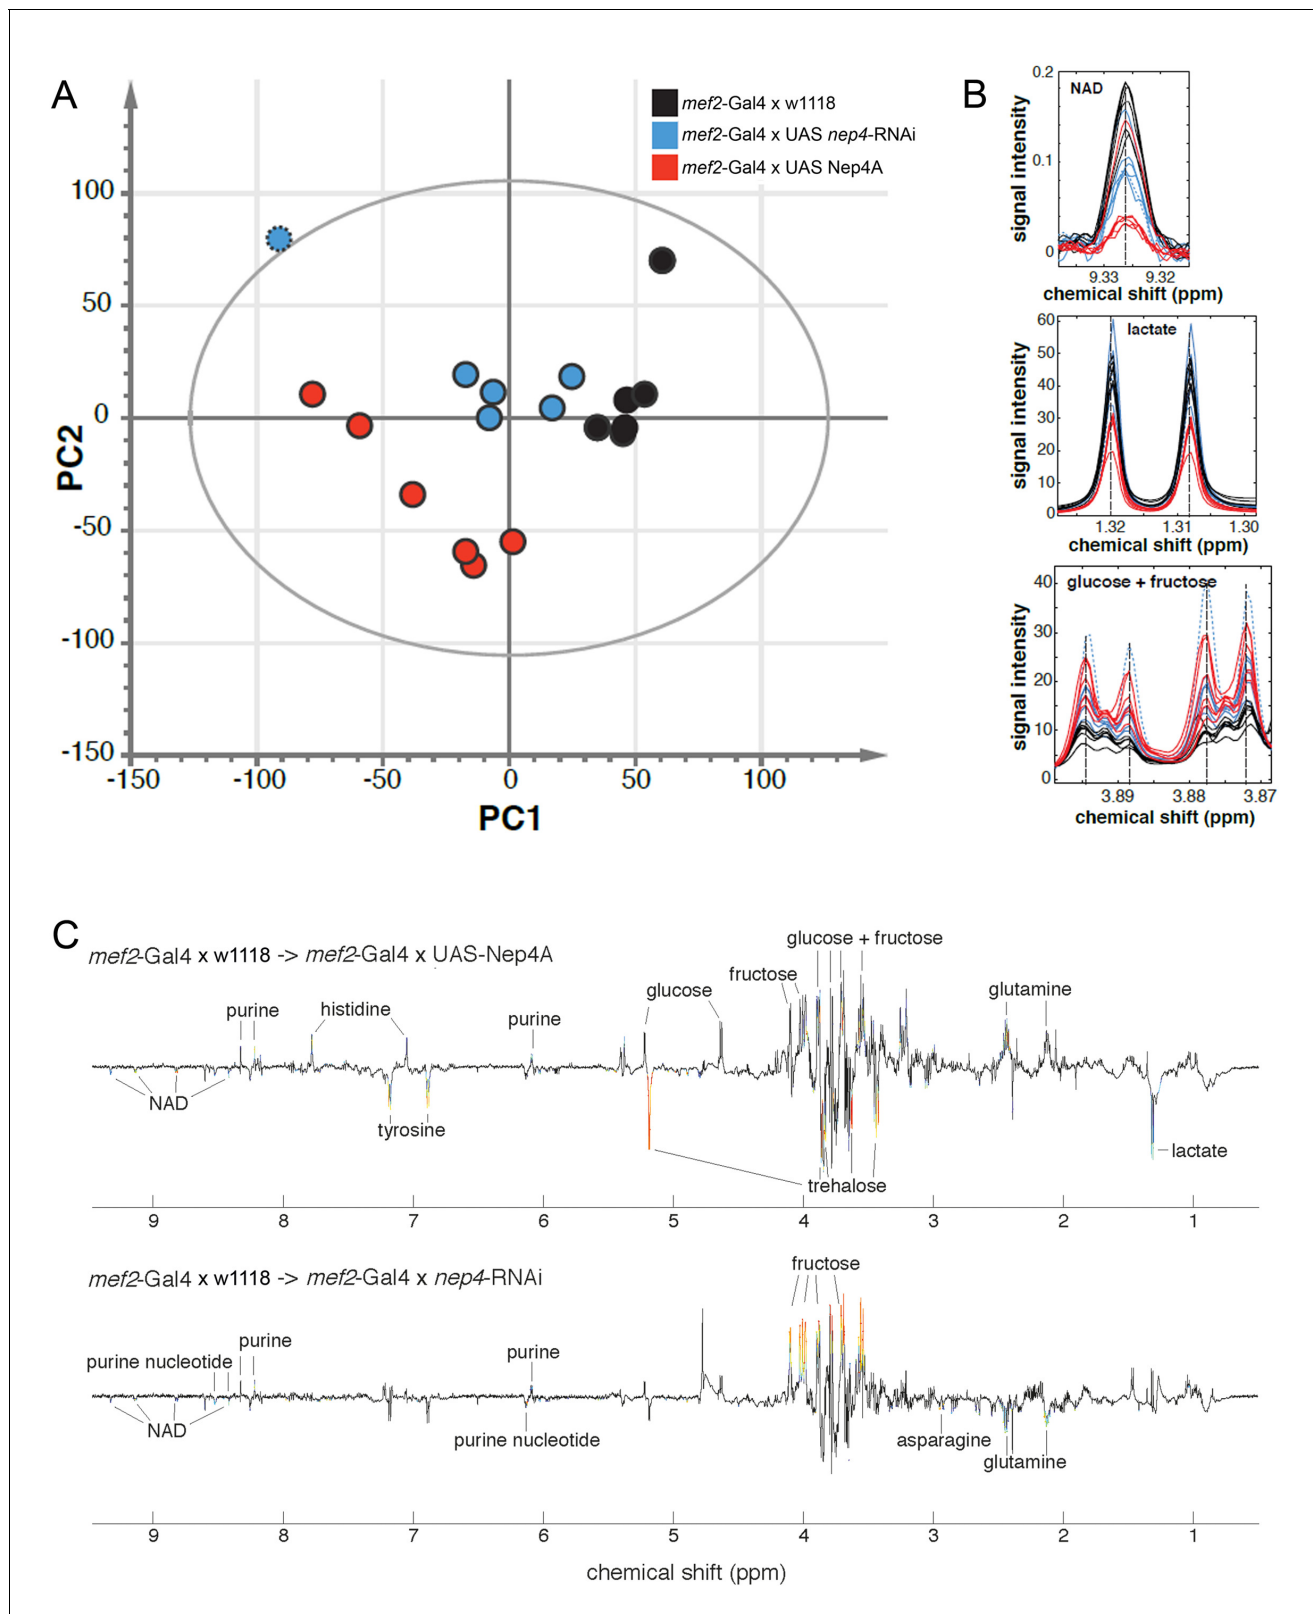 A
mef2-Gal4 x w1118
mef2-Gal4 x UAS nep4-RNAi
mef2-Gal4 x UAS Nep4A
100
50
0
-50
-100
-150
PC2
-150
-100
-50
0
50
100
PC1
B
NAD
0.2
0.1
0
signal intensity
9.33
9.32
chemical shift (ppm)
lactate
60
50
40
30
20
10
0
signal intensity
1.32
1.31
1.30
chemical shift (ppm)
glucose + fructose
40
30
20
10
0
signal intensity
3.89
3.88
3.87
chemical shift (ppm)
C
mef2-Gal4 x w1118 -> mef2-Gal4 x UAS-Nep4A
glucose + fructose
fructose
glucose
glutamine
purine
histidine
purine
NAD
tyrosine
trehalose
lactate
9 8 7 6 5 4 3 2 1
mef2-Gal4 x w1118 -> mef2-Gal4 x nep4-RNAi
fructose
purine
purine nucleotide
purine
NAD
purine nucleotide
asparagine
glutamine
9 8 7 6 5 4 3 2 1
chemical shift (ppm)